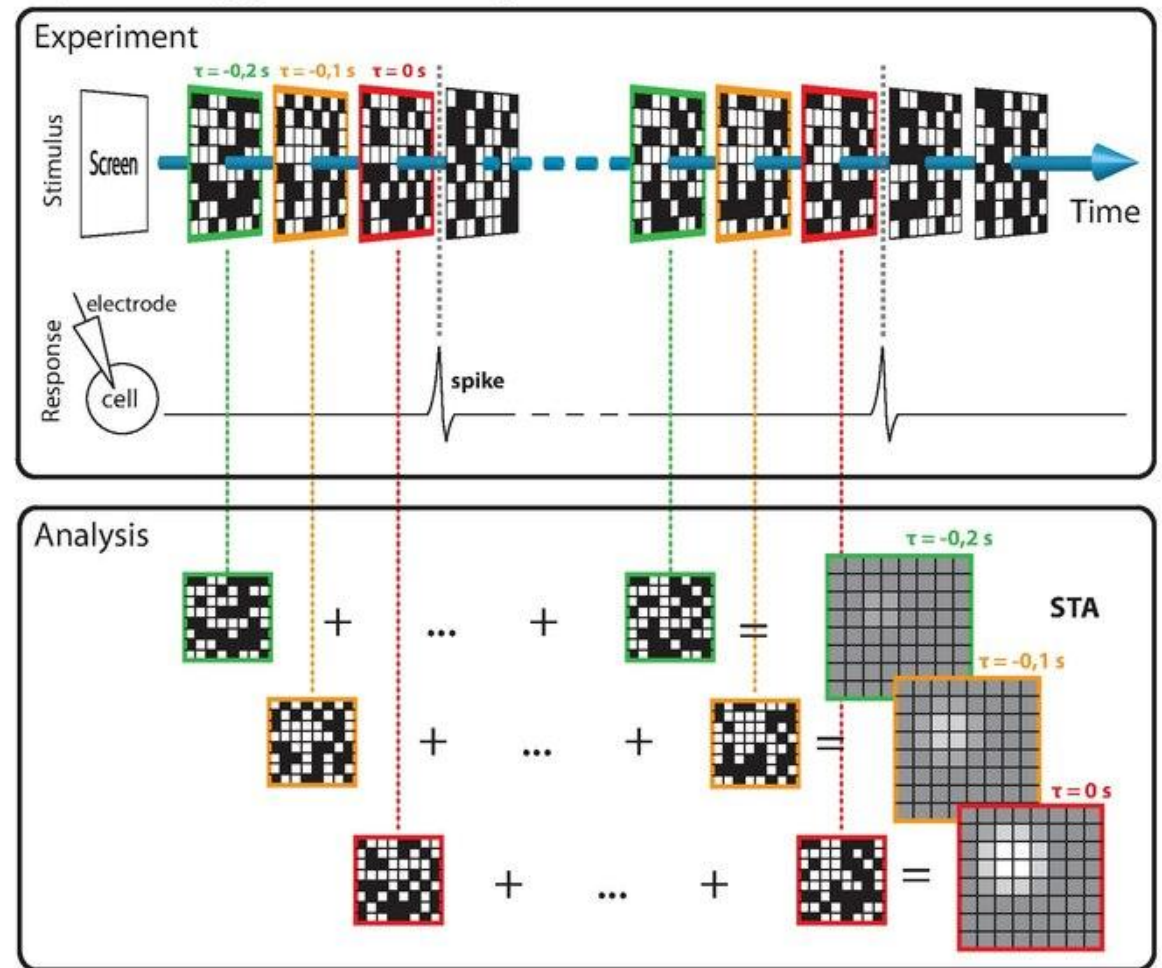 Experiment
τ = -0,2 s τ = -0,1 s τ = 0 s
Stimulus
Screen
Time
Response
electrode
cell
spike
Analysis
τ = -0,2 s
+ ... + =
STA
τ = -0,1 s
+ ... + =
τ = 0 s
+ ... + =